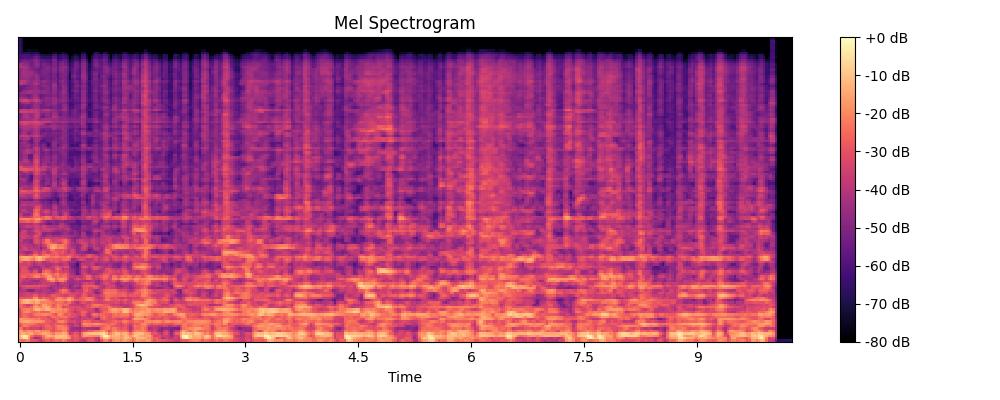 Mel Spectrogram
+0 dB
-10 dB
-20 dB
-30 dB
-40 dB
-50 dB
-60 dB
-70 dB
-80 dB
0 1.5 3 4.5 6 7.5 9
Time